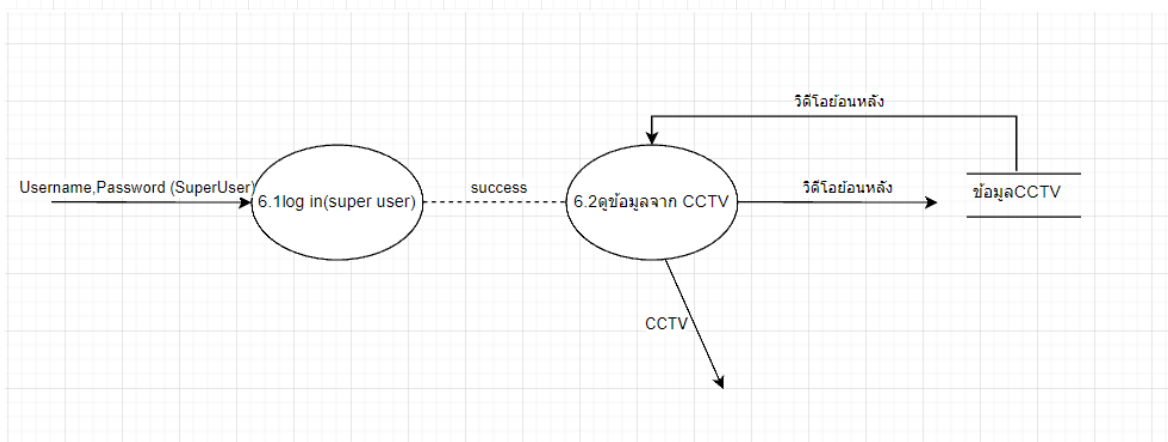 วิดีโอย้อนหลัง
Username,Password (SuperUser)
6.1log in(super user)
success
6.2ดูข้อมูลจาก CCTV
วิดีโอย้อนหลัง
ข้อมูลCCTV
CCTV